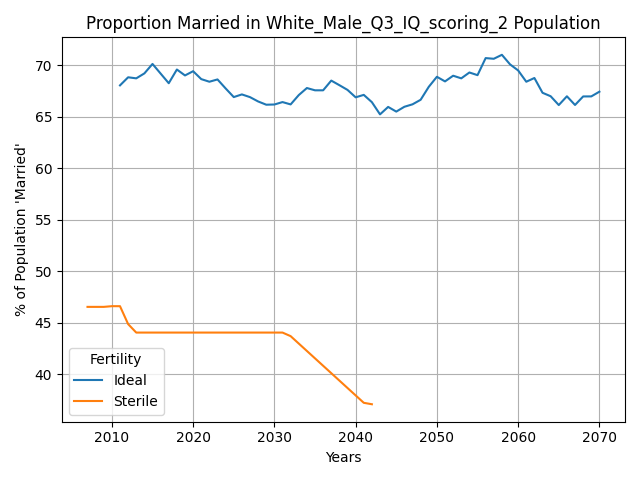 Proportion Married in White_Male_Q3_IQ_scoring_2 Population
% of Population 'Married'
70
65
60
55
50
45
40
Fertility
Ideal
Sterile
2010 2020 2030 2040 2050 2060 2070
Years